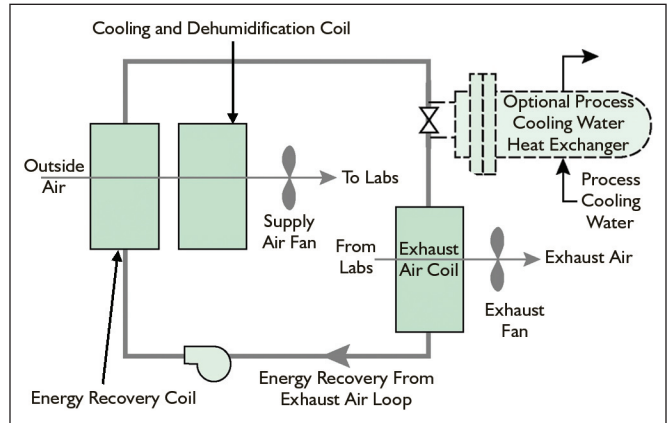 Cooling and Dehumidification Coil
Optional Process
Cooling Water
Heat Exchanger
Outside
Air
To Labs
Process
Cooling
Water
Supply
Air Fan
From
Labs
Exhaust
Air Coil
Exhaust Air
Exhaust
Fan
Energy Recovery Coil
Energy Recovery From
Exhaust Air Loop